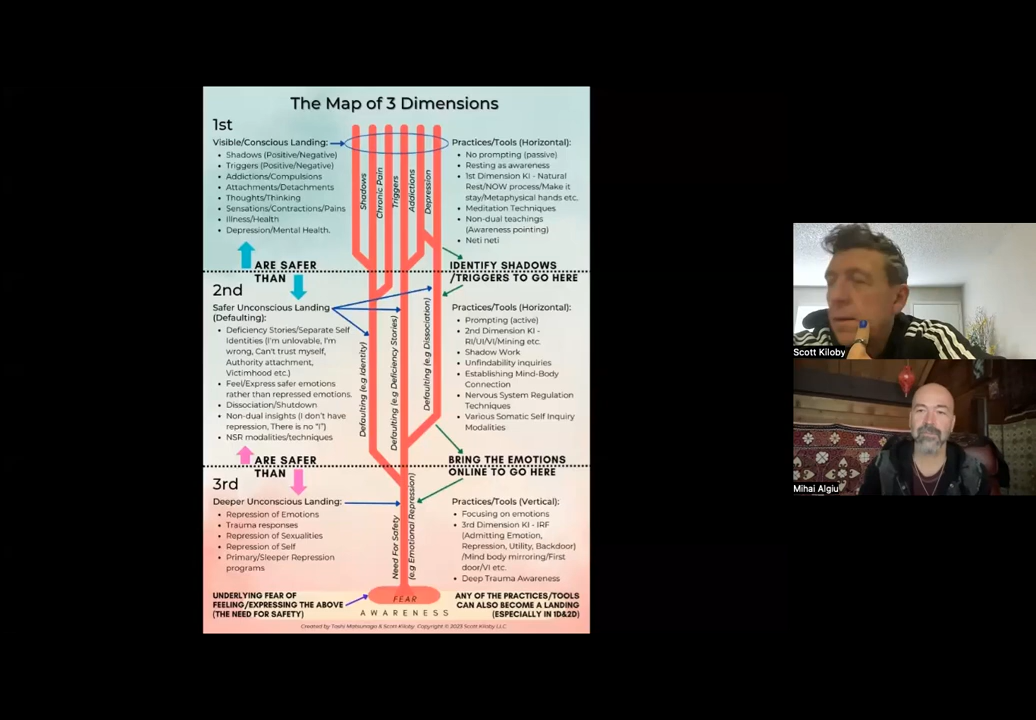 The Map of 3 Dimensions
1st
Visible/Conscious Landing:
Shadows (Positive/Negative)
Triggers (Positive/Negative)
Addictions/Compulsions
Attachments/Detachments
Thoughts/Thinking
Sensations/Contractions/Pains
Illness/Health
Depression/Mental Health.
Shadows
Chronic Pain
Triggers
Addictions
Depression
Practices/Tools (Horizontal):
No prompting (passive)
Resting as awareness
1st Dimension KI - Natural
Rest/NOW process/Make it
stay/Metaphysical hands etc.
Meditation Techniques
Non-dual teachings
(Awareness pointing)
Neti neti
ARE SAFER
THAN
IDENTIFY SHADOWS
/TRIGGERS TO GO HERE
2nd
Safer Unconscious Landing
(Defaulting):
Deficiency Stories/Separate Self
Identities (I'm unlovable, I'm
wrong, Can't trust myself,
Authority attachment,
Victimhood etc.)
Feel/Express safer emotions
rather than repressed emotions.
Dissociation/Shutdown
Non-dual insights (I don't have
repression, There is no "I")
NSR modalities/techniques
Defaulting (e.g Identity)
Defaulting (e.g Deficiency Stories)
Defaulting (e.g Dissociation)
Practices/Tools (Horizontal):
Prompting (active)
2nd Dimension KI -
RI/UI/VI/Mining etc.
Shadow Work
Unfindability inquiries
Establishing Mind-Body
Connection
Nervous System Regulation
Techniques
Various Somatic Self Inquiry
Modalities
ARE SAFER
THAN
BRING THE EMOTIONS
ONLINE TO GO HERE
3rd
Deeper Unconscious Landing:
Repression of Emotions
Trauma responses
Repression of Sexualities
Repression of Self
Primary/Sleeper Repression
programs
Need For Safety
(e.g Emotional Repression)
Practices/Tools (Vertical):
Focusing on emotions
3rd Dimension KI - IRF
(Admitting Emotion,
Repression, Utility, Backdoor)
/Mind body mirroring/First
door/VI etc.
Deep Trauma Awareness
UNDERLYING FEAR OF
FEELING/EXPRESSING THE ABOVE
(THE NEED FOR SAFETY)
FEAR
AWARENESS
ANY OF THE PRACTICES/TOOLS
CAN ALSO BECOME A LANDING
(ESPECIALLY IN 1D&2D)
Created by Toshi Matsunaga & Scott Kiloby. Copyright © 2023 Scott Kiloby LLC
Scott Kiloby
Mihai Algiu